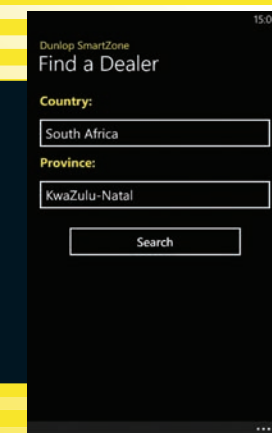 15:0
Dunlop SmartZone
Find a Dealer
Country:
South Africa
Province:
KwaZulu-Natal
Search